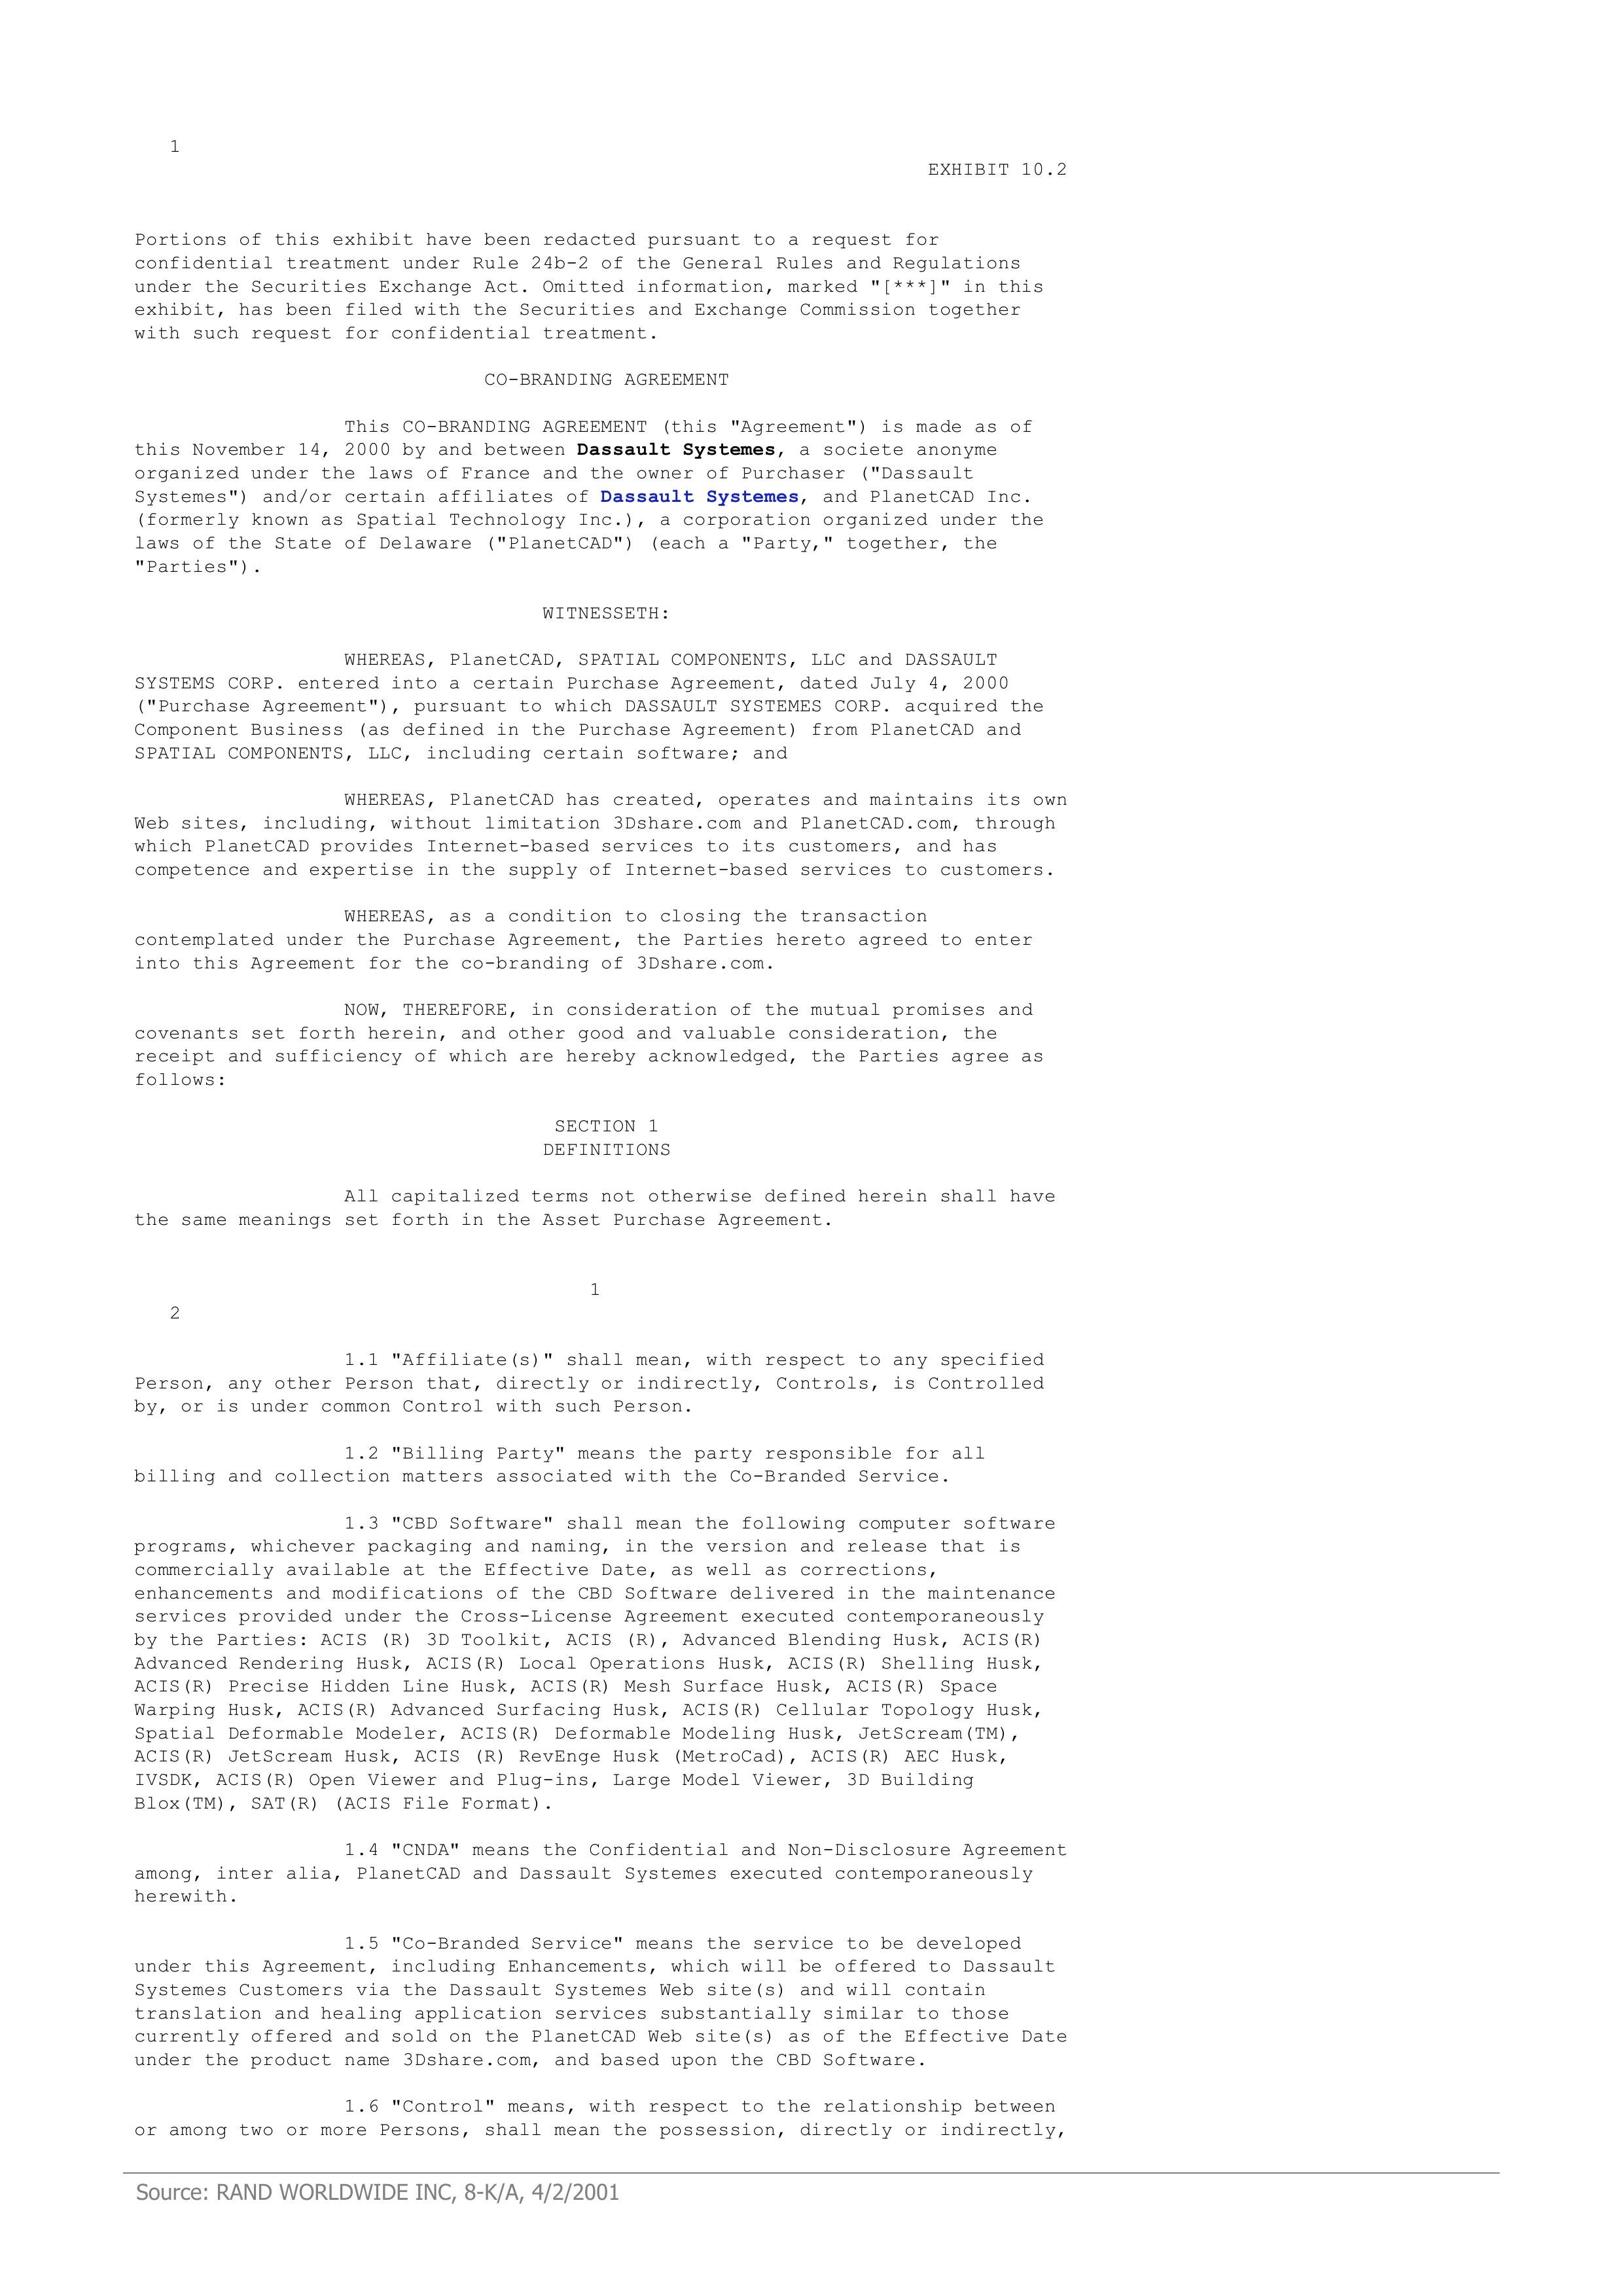 1
EXHIBIT 10.2
Portions of this exhibit have been redacted pursuant to a request for
confidential treatment under Rule 24b-2 of the General Rules and Regulations
under the Securities Exchange Act. Omitted information, marked "[***]" in this
exhibit, has been filed with the Securities and Exchange Commission together
with such request for confidential treatment.
CO-BRANDING AGREEMENT
This CO-BRANDING AGREEMENT (this "Agreement") is made as of
this November 14, 2000 by and between Dassault Systemes, a societe anonyme
organized under the laws of France and the owner of Purchaser ("Dassault
Systemes") and/or certain affiliates of Dassault Systemes, and PlanetCAD Inc.
(formerly known as Spatial Technology Inc.), a corporation organized under the
laws of the State of Delaware ("PlanetCAD") (each a "Party," together, the
"Parties").
WITNESSETH:
WHEREAS, PlanetCAD, SPATIAL COMPONENTS, LLC and DASSAULT
SYSTEMS CORP. entered into a certain Purchase Agreement, dated July 4, 2000
("Purchase Agreement"), pursuant to which DASSAULT SYSTEMES CORP. acquired the
Component Business (as defined in the Purchase Agreement) from PlanetCAD and
SPATIAL COMPONENTS, LLC, including certain software; and
WHEREAS, PlanetCAD has created, operates and maintains its own
Web sites, including, without limitation 3Dshare.com and PlanetCAD.com, through
which PlanetCAD provides Internet-based services to its customers, and has
competence and expertise in the supply of Internet-based services to customers.
WHEREAS, as a condition to closing the transaction
contemplated under the Purchase Agreement, the Parties hereto agreed to enter
into this Agreement for the co-branding of 3Dshare.com.
NOW, THEREFORE, in consideration of the mutual promises and
covenants set forth herein, and other good and valuable consideration, the
receipt and sufficiency of which are hereby acknowledged, the Parties agree as
follows:
SECTION 1
DEFINITIONS
All capitalized terms not otherwise defined herein shall have
the same meanings set forth in the Asset Purchase Agreement.
1
2
1.1 "Affiliate(s)" shall mean, with respect to any specified
Person, any other Person that, directly or indirectly, Controls, is Controlled
by, or is under common Control with such Person.
1.2 "Billing Party" means the party responsible for all
billing and collection matters associated with the Co-Branded Service.
1.3 "CBD Software" shall mean the following computer software
programs, whichever packaging and naming, in the version and release that is
commercially available at the Effective Date, as well as corrections,
enhancements and modifications of the CBD Software delivered in the maintenance
services provided under the Cross-License Agreement executed contemporaneously
by the Parties: ACIS (R) 3D Toolkit, ACIS (R), Advanced Blending Husk, ACIS(R)
Advanced Rendering Husk, ACIS(R) Local Operations Husk, ACIS(R) Shelling Husk,
ACIS(R) Precise Hidden Line Husk, ACIS(R) Mesh Surface Husk, ACIS(R) Space
Warping Husk, ACIS(R) Advanced Surfacing Husk, ACIS(R) Cellular Topology Husk,
Spatial Deformable Modeler, ACIS(R) Deformable Modeling Husk, JetScream(TM),
ACIS(R) JetScream Husk, ACIS (R) RevEnge Husk (MetroCad), ACIS(R) AEC Husk,
IVSDK, ACIS(R) Open Viewer and Plug-ins, Large Model Viewer, 3D Building
Blox(TM), SAT(R) (ACIS File Format).
1.4 "CNDA" means the Confidential and Non-Disclosure Agreement
among, inter alia, PlanetCAD and Dassault Systemes executed contemporaneously
herewith.
1.5 "Co-Branded Service" means the service to be developed
under this Agreement, including Enhancements, which will be offered to Dassault
Systemes Customers via the Dassault Systemes Web site(s) and will contain
translation and healing application services substantially similar to those
currently offered and sold on the PlanetCAD Web site(s) as of the Effective Date
under the product name 3Dshare.com, and based upon the CBD Software.
1.6 "Control" means, with respect to the relationship between
or among two or more Persons, shall mean the possession, directly or indirectly,
Source: RAND WORLDWIDE INC, 8-K/A, 4/2/2001